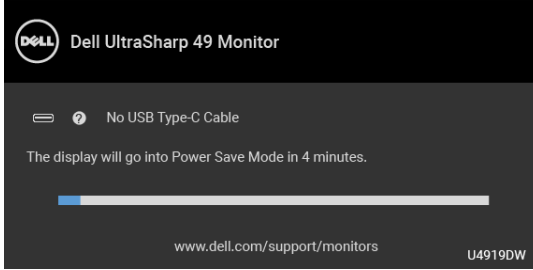 DELL
Dell UltraSharp 49 Monitor
? No USB Type-C Cable
The display will go into Power Save Mode in 4 minutes.
www.dell.com/support/monitors
U4919DW